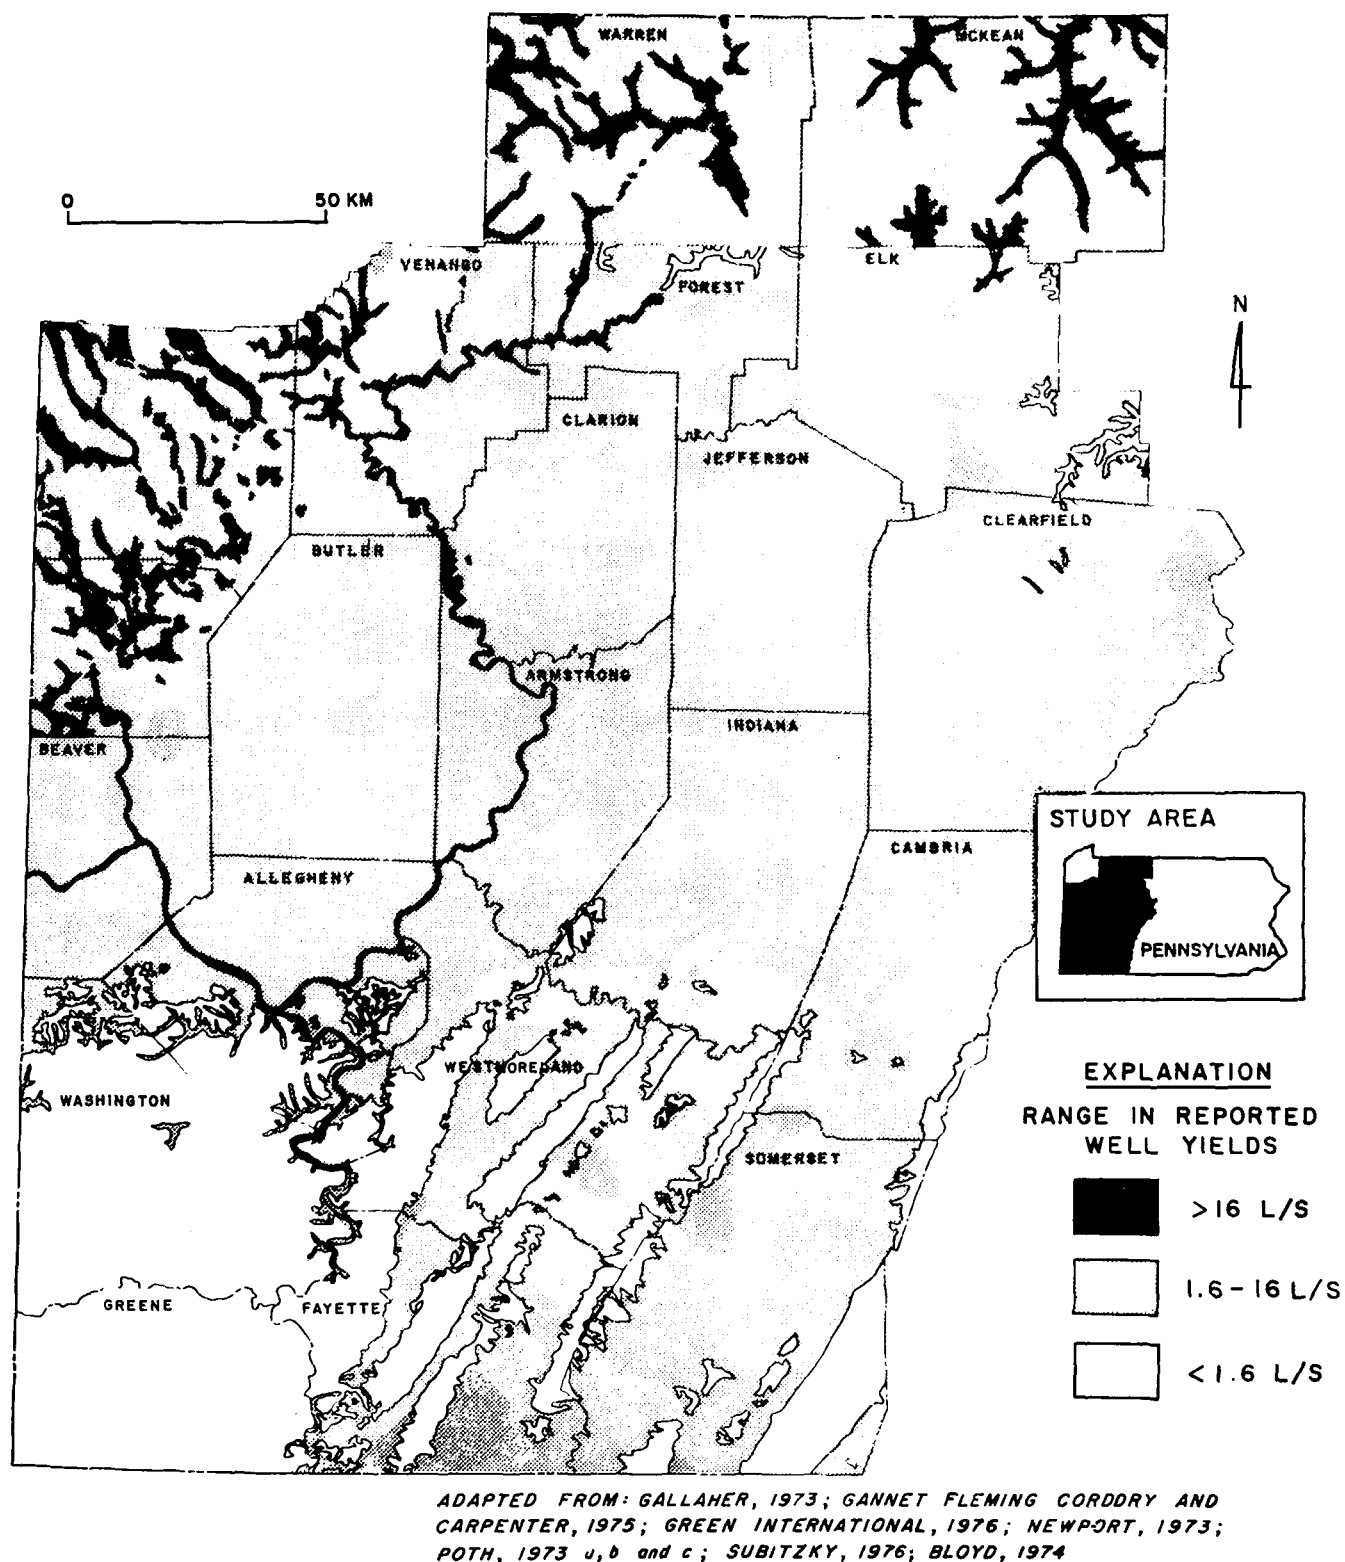 WARREN
MCKEAN
0 50 KM
VENANGO
ELK
FOREST
N
CLARION
JEFFERSON
CLEARFIELD
BUTLER
ARMSTRONG
INDIANA
BEAVER
STUDY AREA
CAMBRIA
ALLEGHENY
PENNSYLVANIA
EXPLANATION
WESTMORELAND
WASHINGTON
RANGE IN REPORTED
WELL YIELDS
SOMERSET
>16 L/S
1.6-16 L/S
GREENE
FAYETTE
<1.6 L/S
ADAPTED FROM: GALLAHER, 1973; GANNET FLEMING CORDDRY AND
CARPENTER, 1975; GREEN INTERNATIONAL, 1976; NEWPORT, 1973;
POTH, 1973 a, b and c; SUBITZKY, 1976; BLOYD, 1974